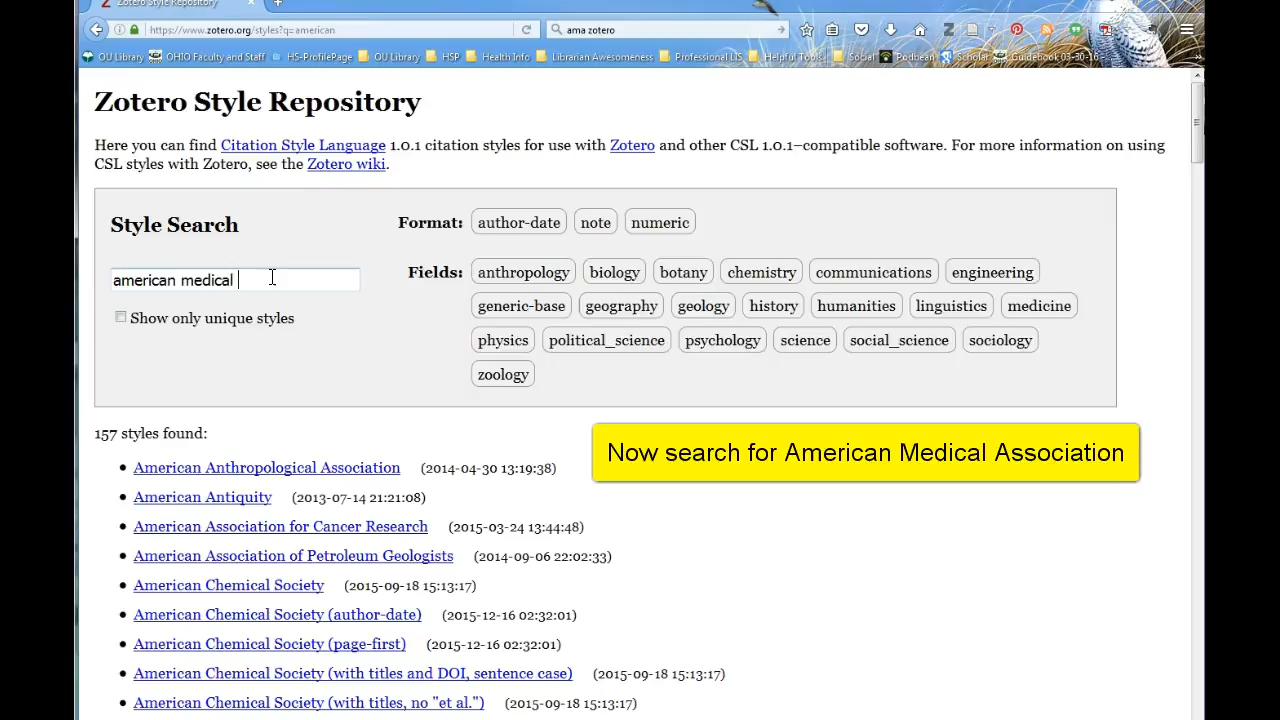 Zotero Style Repository
https://www.zotero.org/styles?q=american
ama zotero
OU Library
OHIO Faculty and Staff
HS-ProfilePage
OU Library
HSP
Health Info
Librarian Awesomeness
Professional LIS
Helpful Tools
Social
Podbean
Scholar
Guidebook 03-30-16 -...
Zotero Style Repository
Here you can find Citation Style Language 1.0.1 citation styles for use with Zotero and other CSL 1.0.1–compatible software. For more information on using
CSL styles with Zotero, see the Zotero wiki.
Style Search
american medical
Show only unique styles
Format: author-date note numeric
Fields: anthropology biology botany chemistry communications engineering
generic-base geography geology history humanities linguistics medicine
physics political_science psychology science social_science sociology
zoology
157 styles found:
Now search for American Medical Association
American Anthropological Association (2014-04-30 13:19:38)
American Antiquity (2013-07-14 21:21:08)
American Association for Cancer Research (2015-03-24 13:44:48)
American Association of Petroleum Geologists (2014-09-06 22:02:33)
American Chemical Society (2015-09-18 15:13:17)
American Chemical Society (author-date) (2015-12-16 02:32:01)
American Chemical Society (page-first) (2015-12-16 02:32:01)
American Chemical Society (with titles and DOI, sentence case) (2015-09-18 15:13:17)
American Chemical Society (with titles, no "et al.") (2015-09-18 15:13:17)